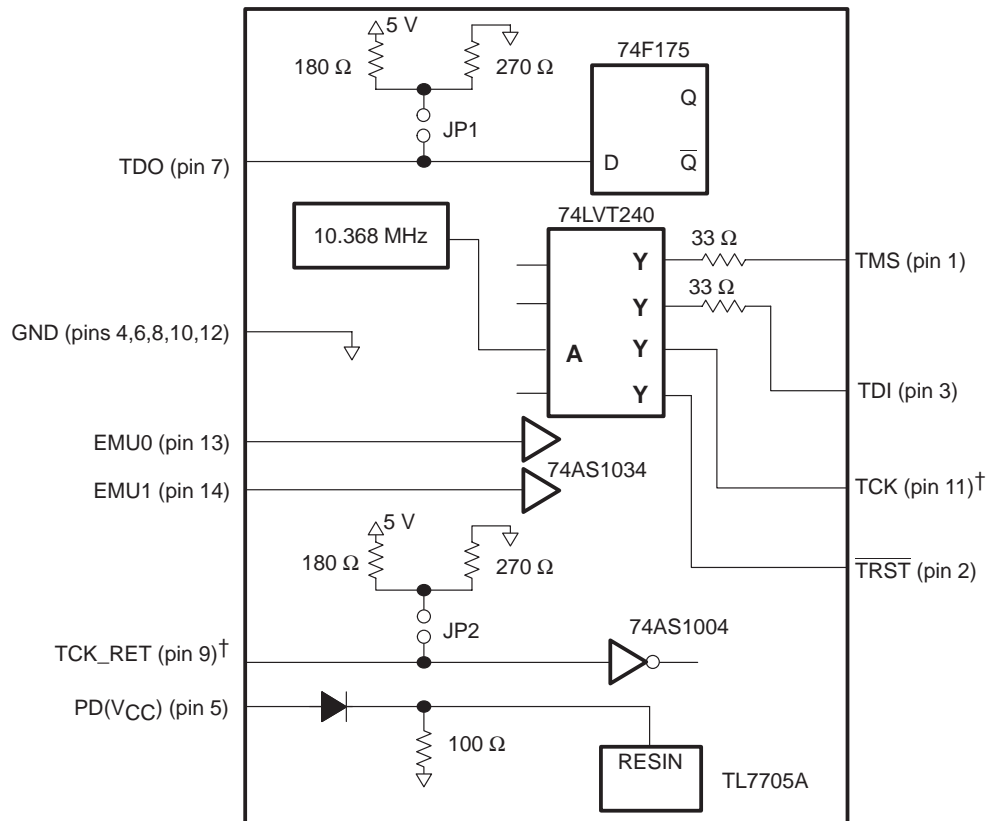 5 V
180 Ω
270 Ω
JP1
74F175
Q
D
Q̅
TDO (pin 7)
74LVT240
10.368 MHz
Y
33 Ω
TMS (pin 1)
Y
33 Ω
GND (pins 4,6,8,10,12)
A
Y
Y
TDI (pin 3)
EMU0 (pin 13)
74AS1034
EMU1 (pin 14)
TCK (pin 11)†
5 V
180 Ω
270 Ω
T̅R̅S̅T̅ (pin 2)
JP2
74AS1004
TCK_RET (pin 9)†
PD(VCC) (pin 5)
100 Ω
RESIN
TL7705A